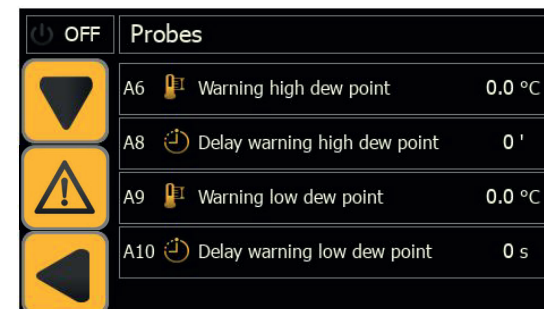 OFF Probes
A6 Warning high dew point 0.0 °C
A8 Delay warning high dew point 0 '
A9 Warning low dew point 0.0 °C
A10 Delay warning low dew point 0 s